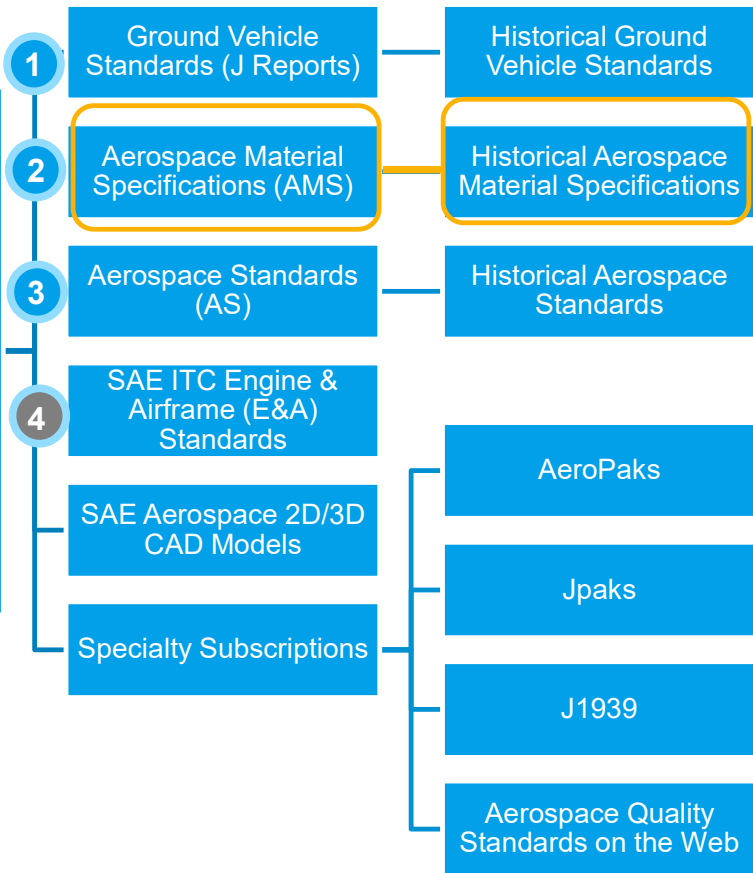 1
Ground Vehicle
Standards (J Reports)
Historical Ground
Vehicle Standards
2
Aerospace Material
Specifications (AMS)
Historical Aerospace
Material Specifications
3
Aerospace Standards
(AS)
Historical Aerospace
Standards
4
SAE ITC Engine &
Airframe (E&A)
Standards
SAE Aerospace 2D/3D
CAD Models
Specialty Subscriptions
AeroPaks
Jpaks
J1939
Aerospace Quality
Standards on the Web